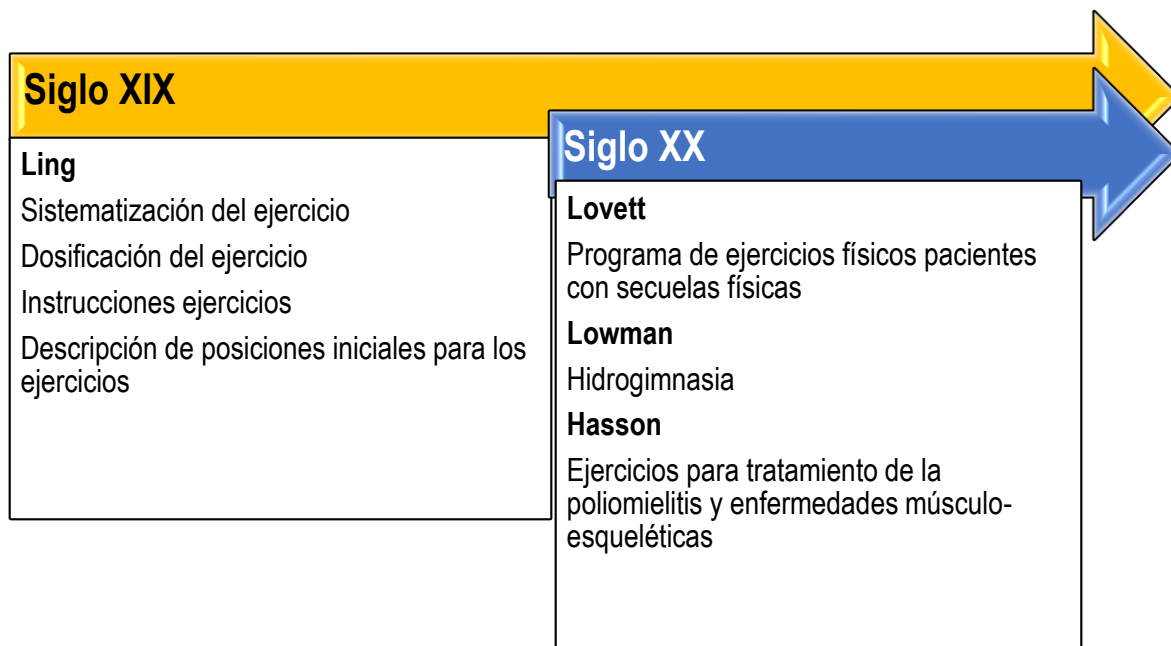 Siglo XIX
Ling
Sistematización del ejercicio
Dosificación del ejercicio
Instrucciones ejercicios
Descripción de posiciones iniciales para los
ejercicios
Siglo XX
Lovett
Programa de ejercicios físicos pacientes
con secuelas físicas
Lowman
Hidrogimnasia
Hasson
Ejercicios para tratamiento de la
poliomielitis y enfermedades músculo-
esqueléticas